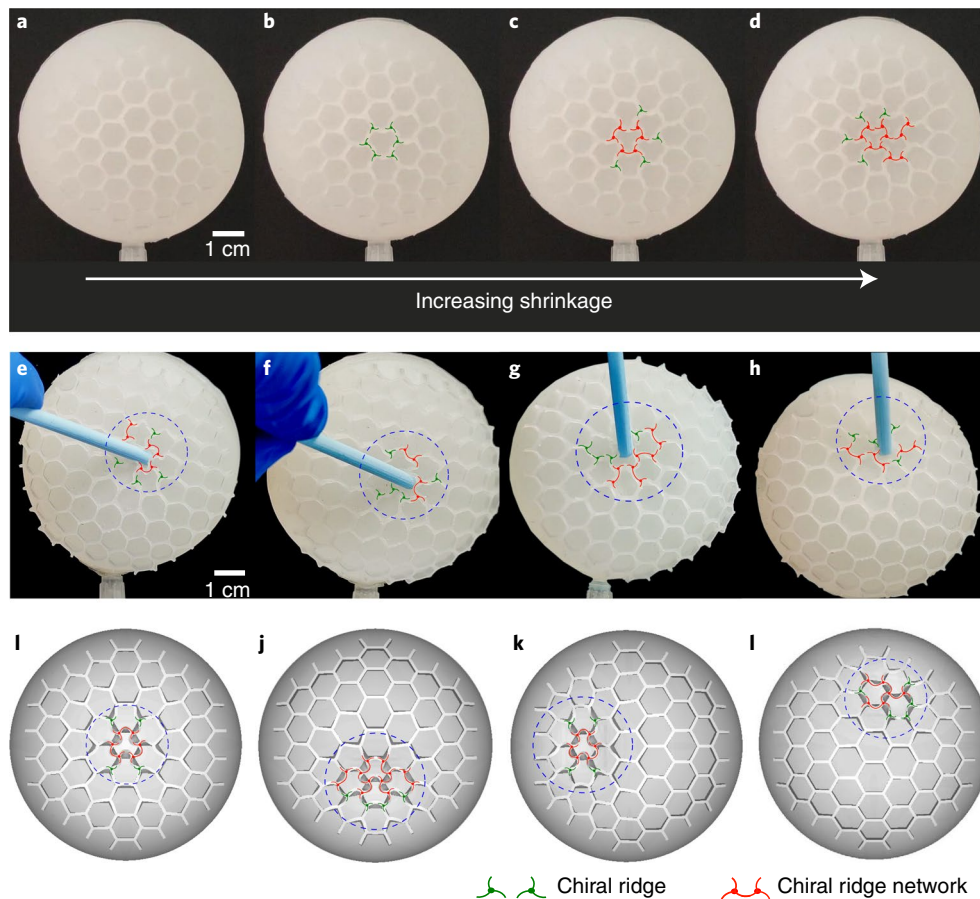 a b c d
1 cm
Increasing shrinkage
e f g h
1 cm
l j k l
Chiral ridge Chiral ridge network